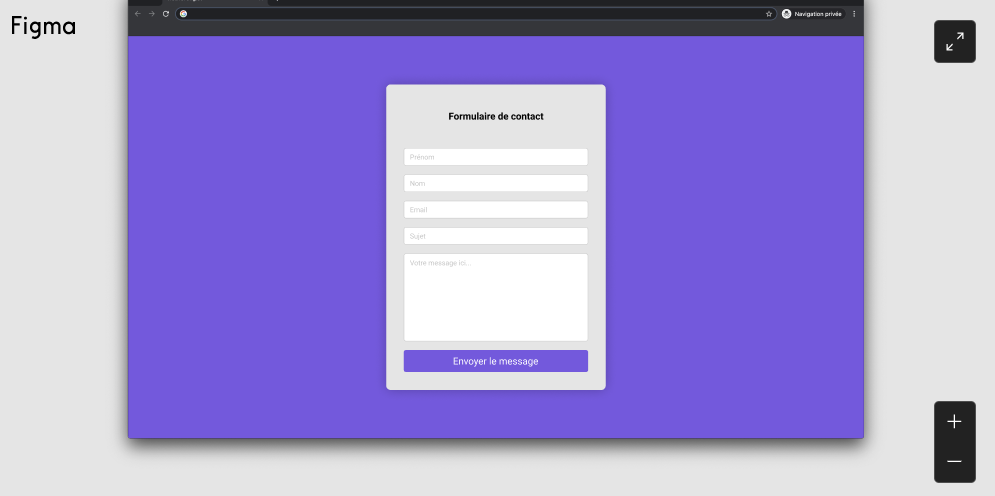 Figma
Navigation privée
Formulaire de contact
Prénom
Nom
Email
Sujet
Votre message ici...
Envoyer le message